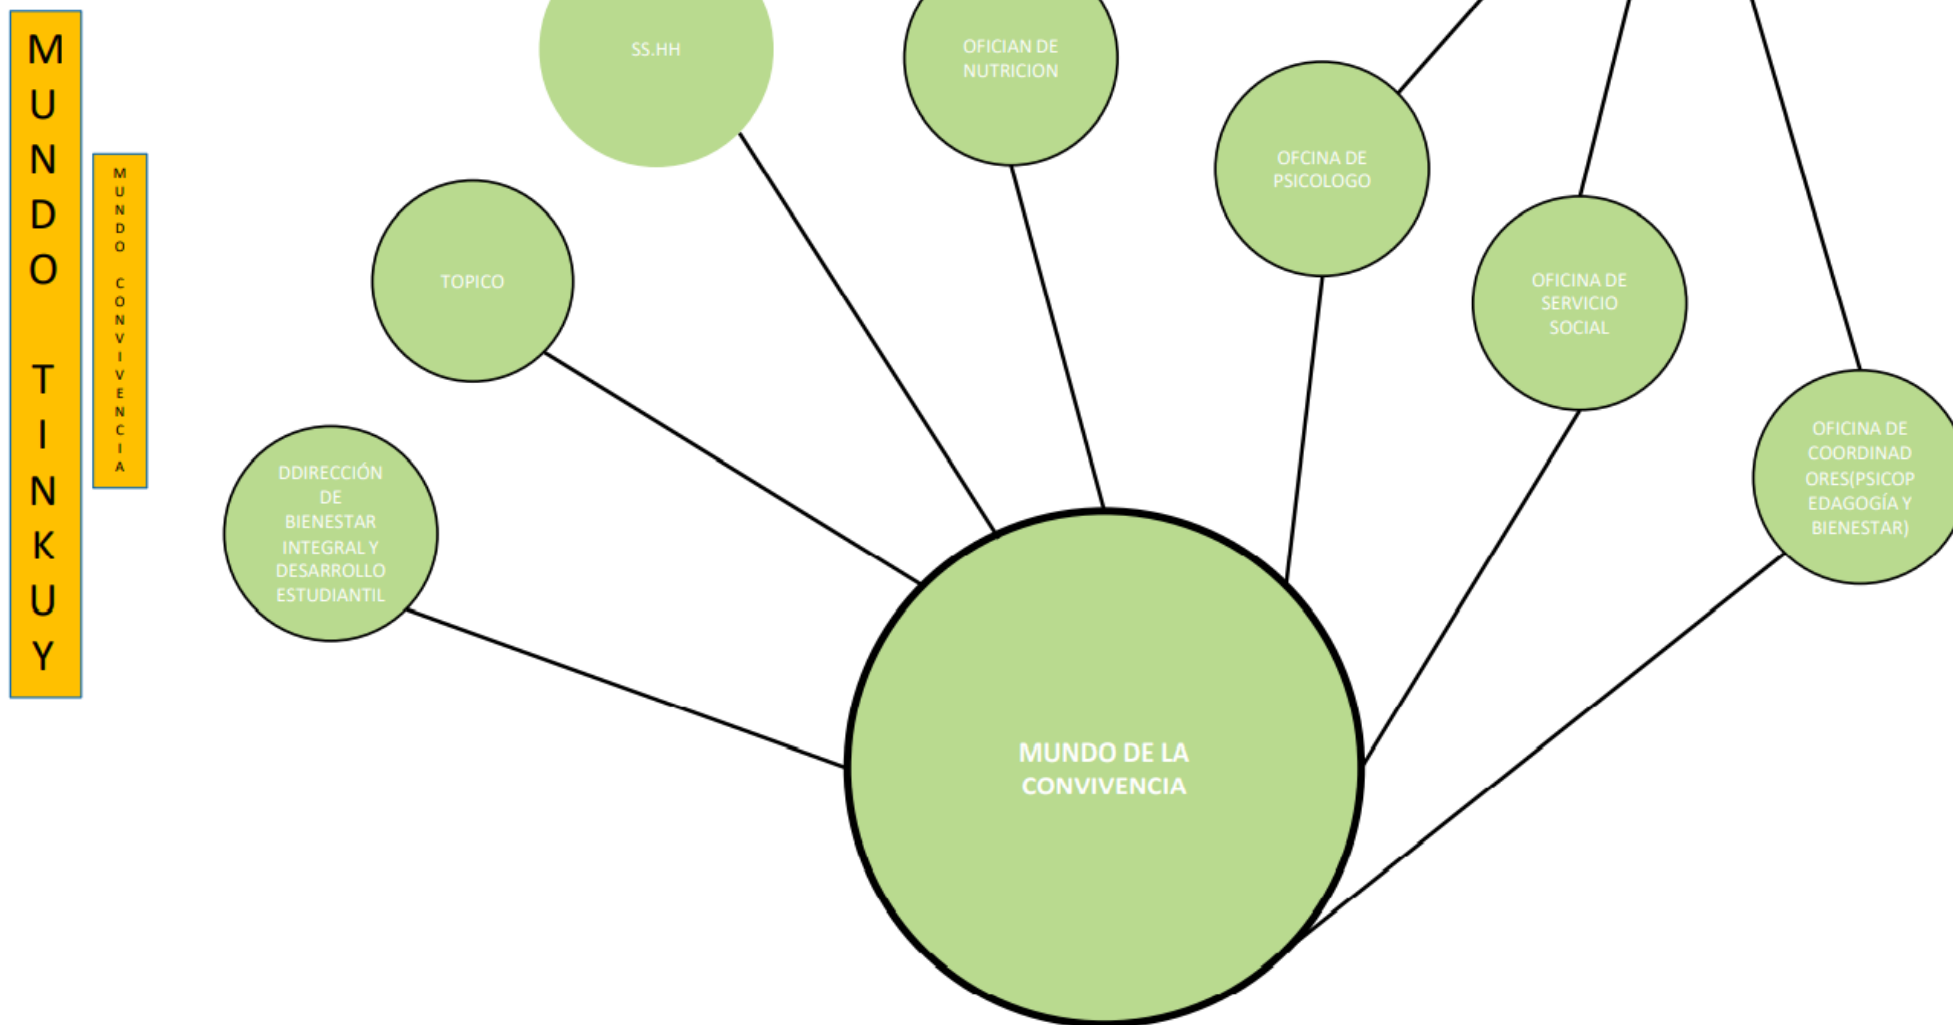 MUNDO TINKUY
MUNDO CONVIVENCIA
SS.HH
OFICIAN DE
NUTRICION
OFCINA DE
PSICOLOGO
TOPICO
OFICINA DE
SERVICIO
SOCIAL
OFICINA DE
COORDINAD
ORES(PSICOP
EDAGOGÍA Y
BIENESTAR)
DDIRECCIÓN
DE
BIENESTAR
INTEGRAL Y
DESARROLLO
ESTUDIANTIL
MUNDO DE LA
CONVIVENCIA